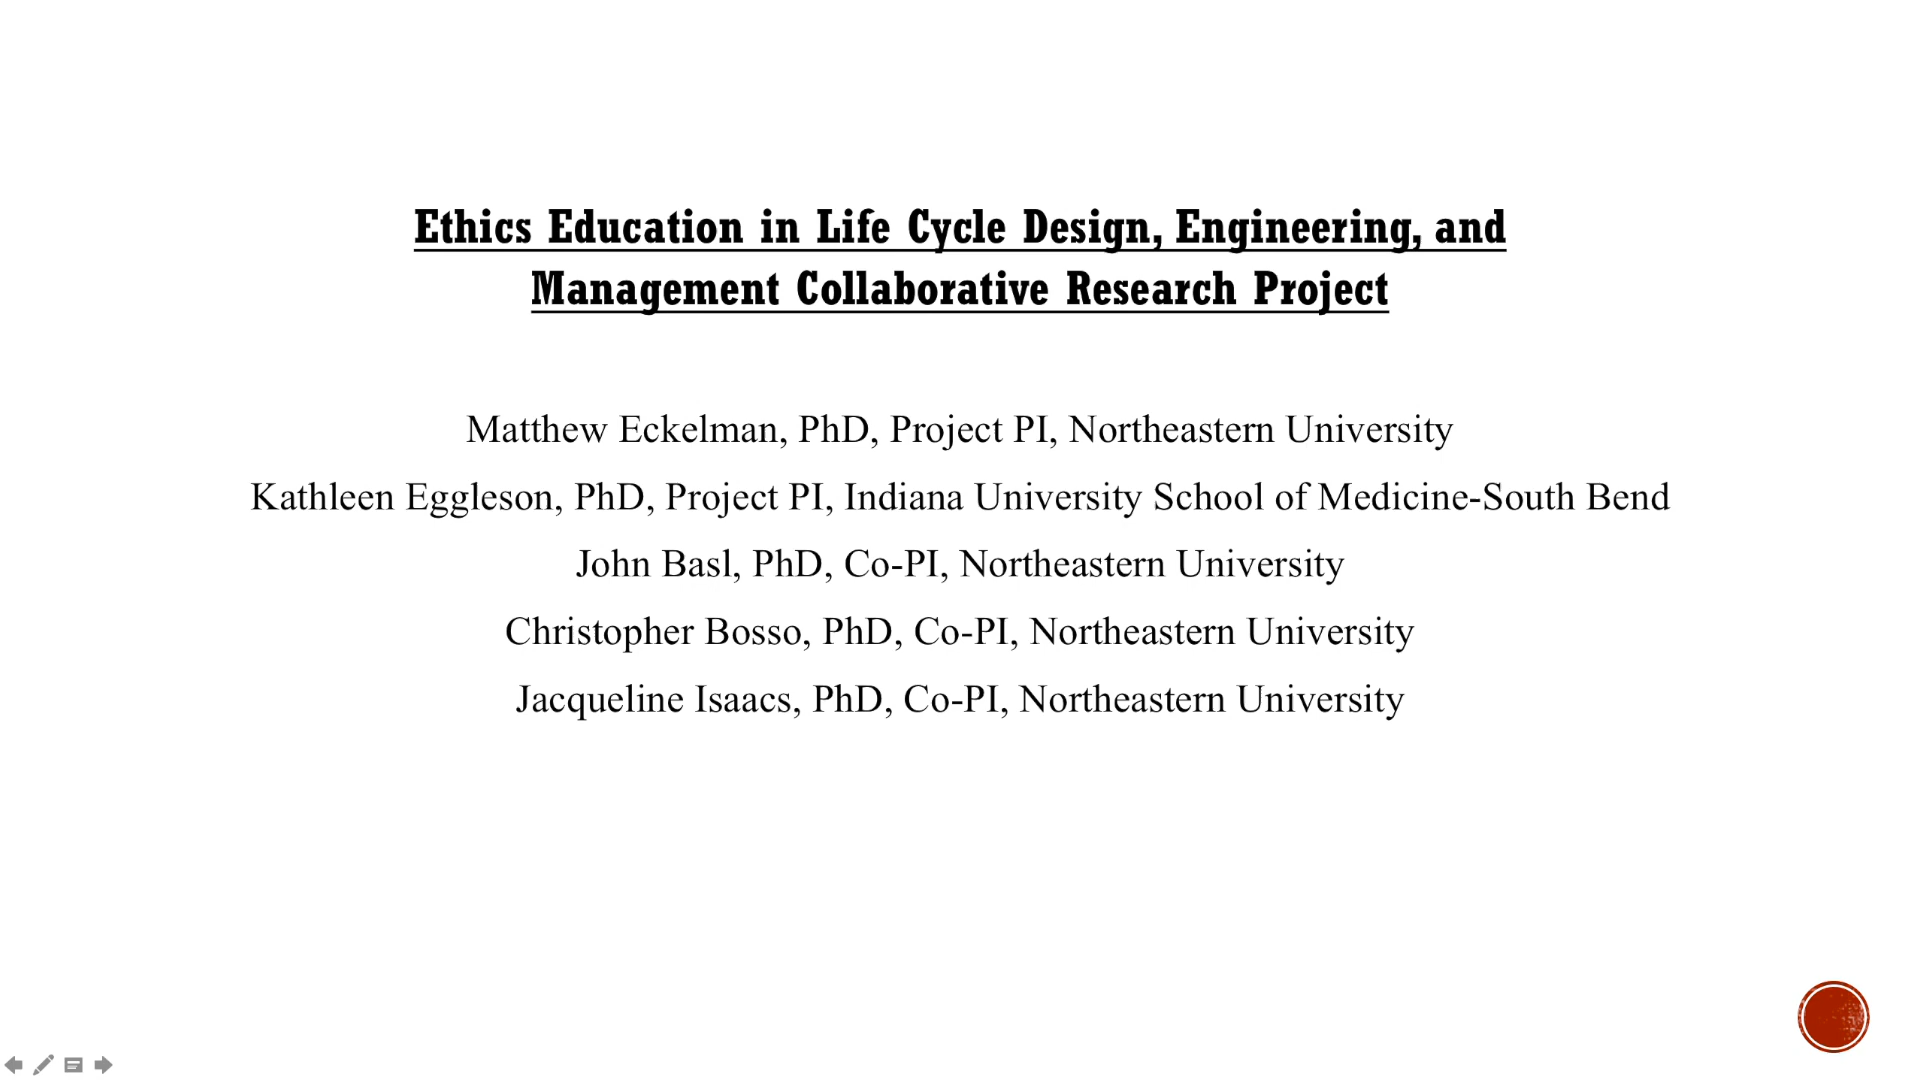 Ethics Education in Life Cycle Design, Engineering, and
Management Collaborative Research Project
Matthew Eckelman, PhD, Project PI, Northeastern University
Kathleen Eggleson, PhD, Project PI, Indiana University School of Medicine-South Bend
John Basl, PhD, Co-PI, Northeastern University
Christopher Bosso, PhD, Co-PI, Northeastern University
Jacqueline Isaacs, PhD, Co-PI, Northeastern University